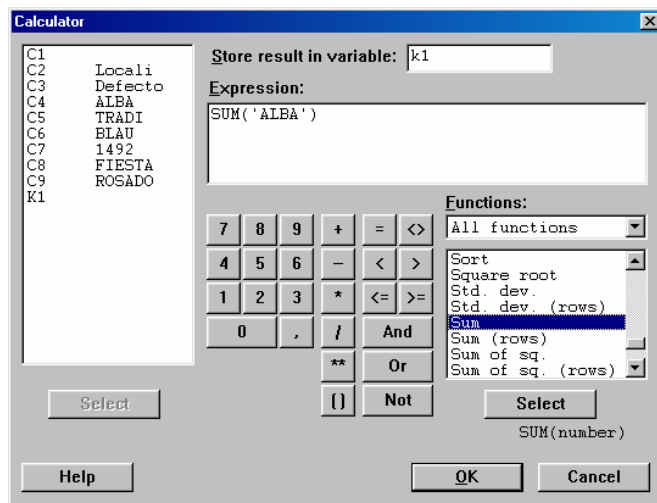 Calculator
C1
C2 Locali
C3 Defecto
C4 ALBA
C5 TRADI
C6 BLAU
C7 1492
C8 FIESTA
C9 ROSADO
K1
Select
Store result in variable: k1
Expression:
SUM('ALBA')
7 8 9 + = <>
4 5 6 − < >
1 2 3 * <= >=
0 , / And
** Or
() Not
Functions:
All functions
Sort
Square root
Std. dev.
Std. dev. (rows)
Sum
Sum (rows)
Sum of sq.
Sum of sq. (rows)
Select
SUM(number)
Help OK Cancel